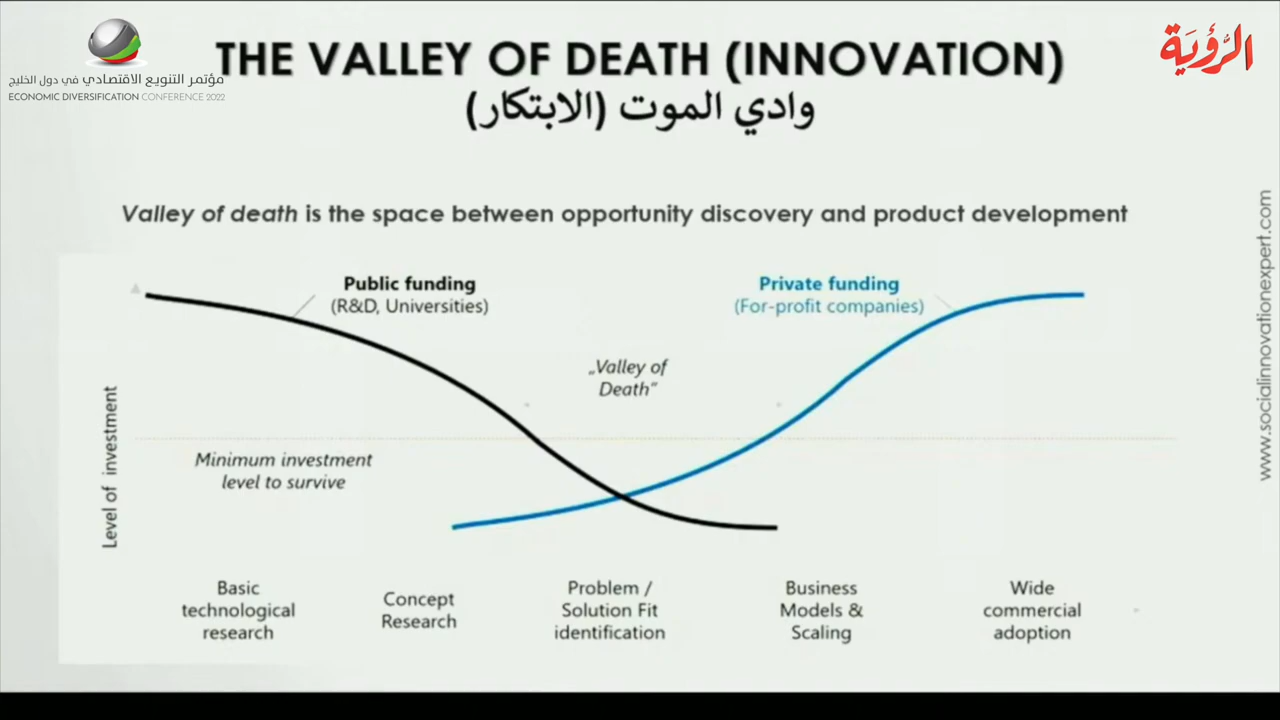 THE VALLEY OF DEATH (INNOVATION)
وادي الموت (الابتكار)
مؤتمر التنويع الاقتصادي في دول الخليج
ECONOMIC DIVERSIFICATION CONFERENCE 2022
الرؤية
Valley of death is the space between opportunity discovery and product development
Public funding
(R&D, Universities)
Private funding
(For-profit companies)
„Valley of
Death“
Minimum investment
level to survive
Level of investment
Basic
technological
research
Concept
Research
Problem /
Solution Fit
identification
Business
Models &
Scaling
Wide
commercial
adoption
www.socialinnovationexpert.com